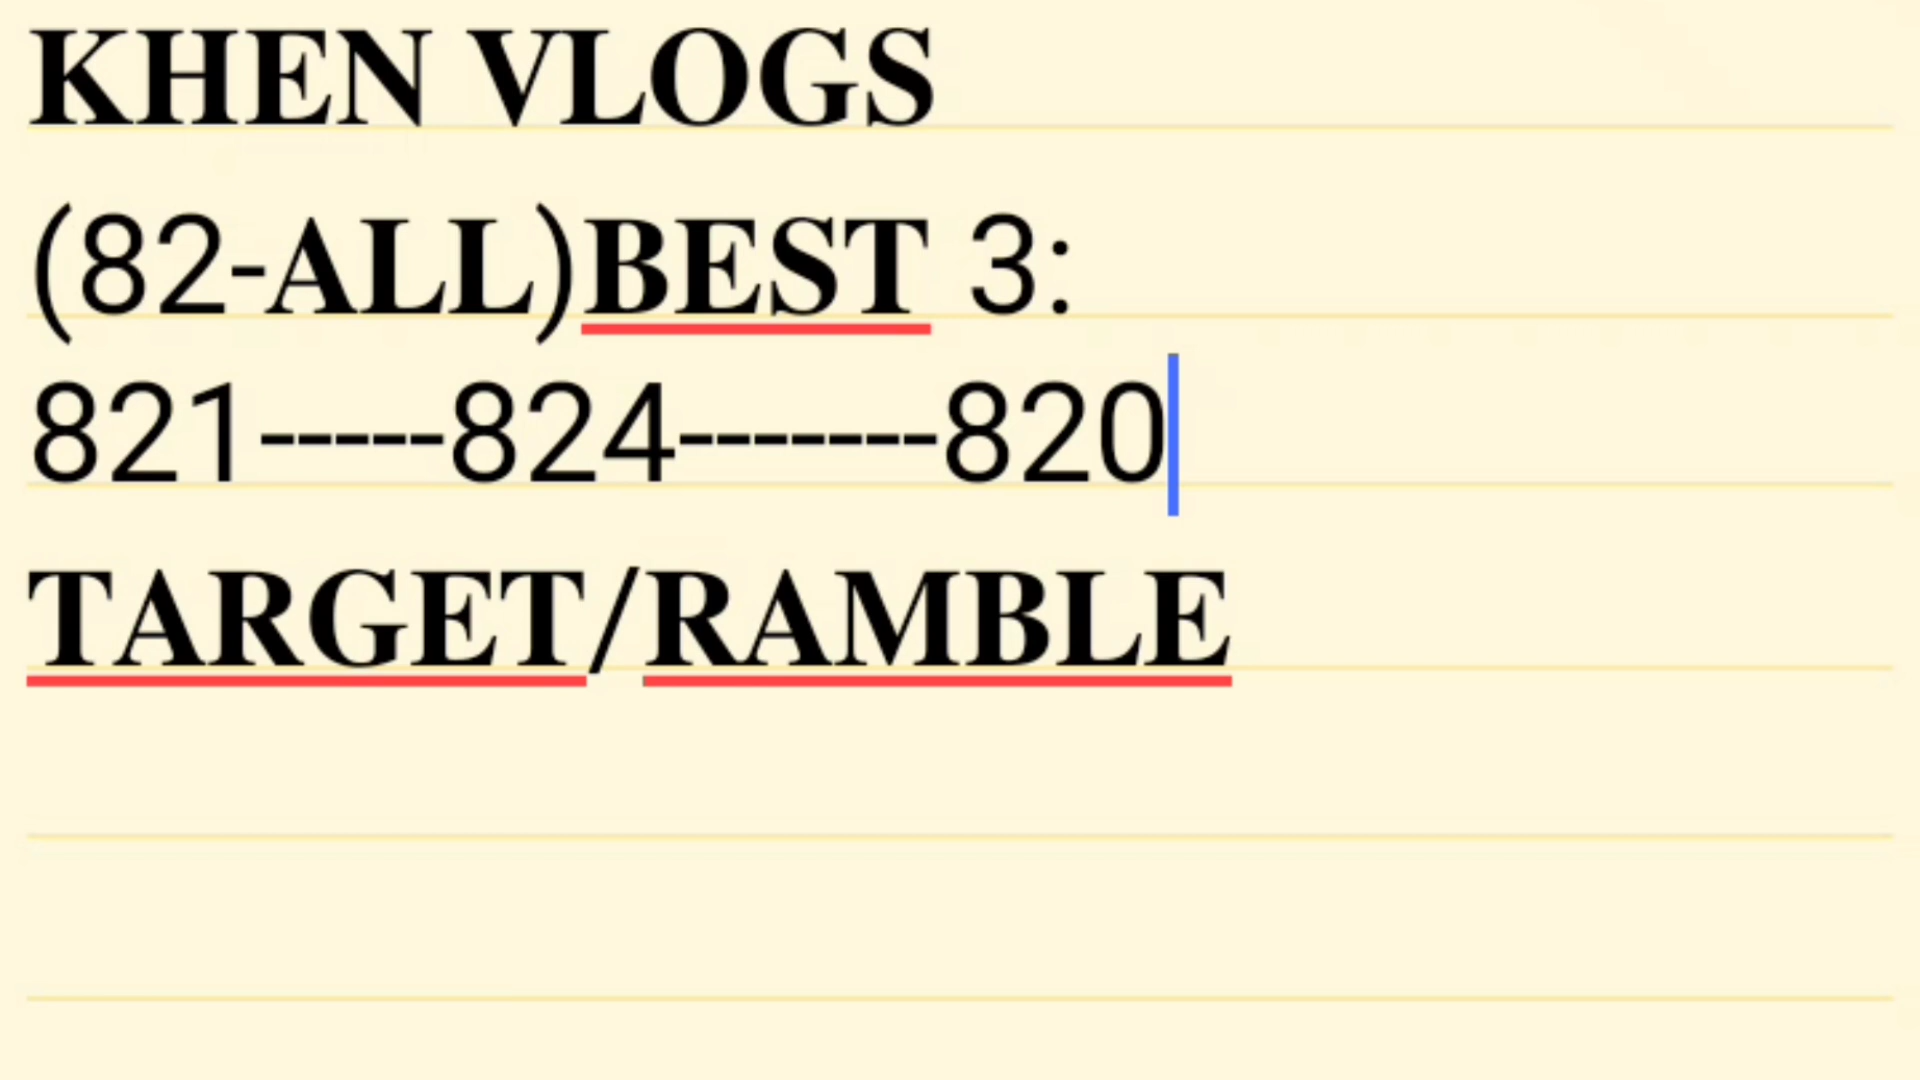 KHEN VLOGS
(82-ALL)BEST 3:
821-----824-------820
TARGET/RAMBLE